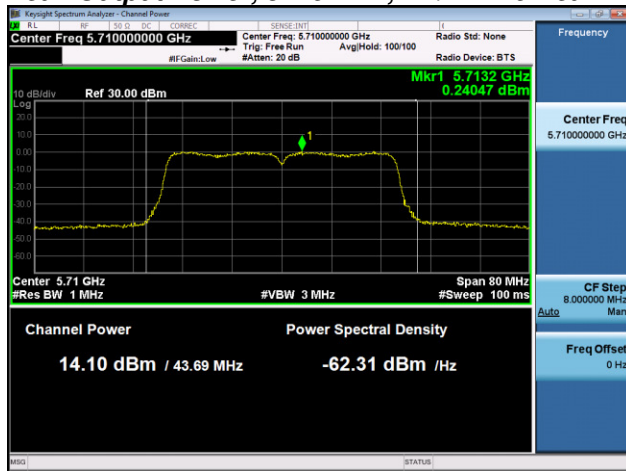 Keysight Spectrum Analyzer - Channel Power
RL RF 50 Ω DC CORREC SENSE:INT
Center Freq 5.710000000 GHz
#IFGain:Low
Center Freq: 5.710000000 GHz
Trig: Free Run Avg|Hold: 100/100
#Atten: 20 dB
Radio Std: None
Radio Device: BTS
Frequency
Mkr1 5.7132 GHz
0.24047 dBm
10 dB/div Ref 30.00 dBm
Log
20.0
10.0
0.00
-10.0
-20.0
-30.0
-40.0
-50.0
-60.0
1
Center Freq
5.710000000 GHz
Center 5.71 GHz
#Res BW 1 MHz
#VBW 3 MHz
Span 80 MHz
#Sweep 100 ms
CF Step
8.000000 MHz
Auto Man
Channel Power
Power Spectral Density
14.10 dBm / 43.69 MHz
-62.31 dBm /Hz
Freq Offset
0 Hz
MSG
STATUS